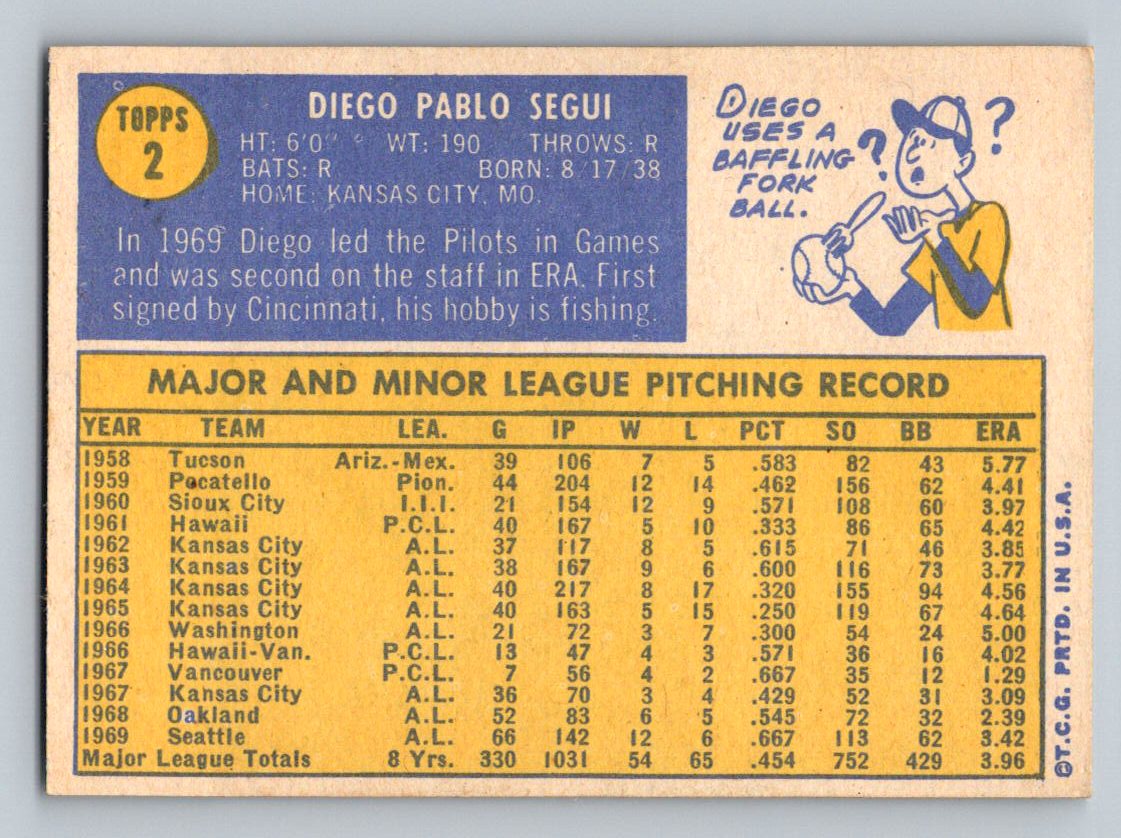 TOPPS
2
DIEGO PABLO SEGUI
HT: 6'0" WT: 190 THROWS: R
BATS: R BORN: 8/17/38
HOME: KANSAS CITY, MO.
In 1969 Diego led the Pilots in Games
and was second on the staff in ERA. First
signed by Cincinnati, his hobby is fishing.
DIEGO
USES A
BAFFLING
FORK
BALL.
? ?
MAJOR AND MINOR LEAGUE PITCHING RECORD
YEAR TEAM LEA. G IP W L PCT SO BB ERA
1958 Tucson Ariz.-Mex. 39 106 7 5 .583 82 43 5.77
1959 Pocatello Pion. 44 204 12 14 .462 156 62 4.41
1960 Sioux City I.I.I. 21 154 12 9 .571 108 60 3.97
1961 Hawaii P.C.L. 40 167 5 10 .333 86 65 4.42
1962 Kansas City A.L. 37 117 8 5 .615 71 46 3.85
1963 Kansas City A.L. 38 167 9 6 .600 116 73 3.77
1964 Kansas City A.L. 40 217 8 17 .320 155 94 4.56
1965 Kansas City A.L. 40 163 5 15 .250 119 67 4.64
1966 Washington A.L. 21 72 3 7 .300 54 24 5.00
1966 Hawaii-Van. P.C.L. 13 47 4 3 .571 36 16 4.02
1967 Vancouver P.C.L. 7 56 4 2 .667 35 12 1.29
1967 Kansas City A.L. 36 70 3 4 .429 52 31 3.09
1968 Oakland A.L. 52 83 6 5 .545 72 32 2.39
1969 Seattle A.L. 66 142 12 6 .667 113 62 3.42
Major League Totals 8 Yrs. 330 1031 54 65 .454 752 429 3.96
©T.C.G. PRTD. IN U.S.A.